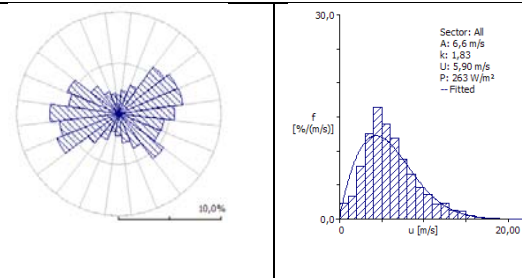 10,0%
30,0
Sector: All
A: 6,6 m/s
k: 1,83
U: 5,90 m/s
P: 263 W/m²
-- Fitted
f
[%/(m/s)]
0,0
0
20,00
u [m/s]